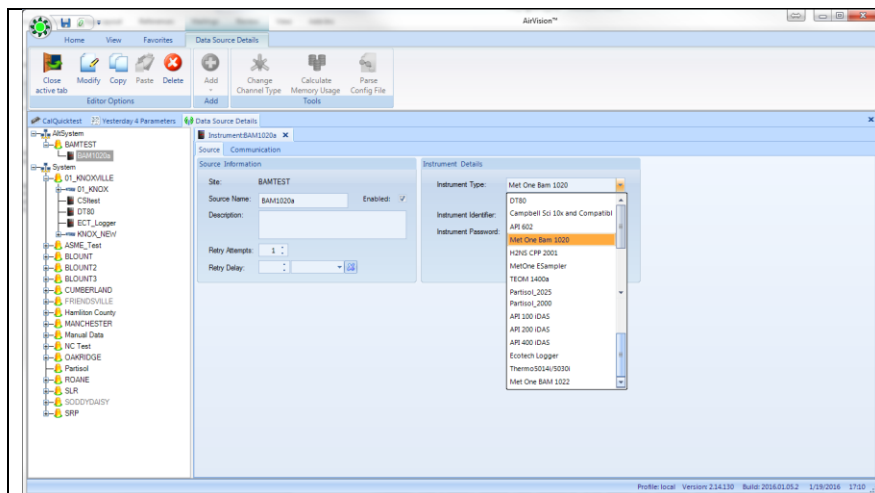 AirVision™
Home View Favorites Data Source Details
Close active tab
Modify Copy Paste Delete
Editor Options
Add
Add
Change Channel Type
Calculate Memory Usage
Parse Config File
Tools
CalQuicktest Yesterday 4 Parameters Data Source Details
AltSystem
BAMTEST
BAM1020a
System
01_KNOXVILLE
01_KNOX
CSItest
DT80
ECT_Logger
KNOX_NEW
ASME_Test
BLOUNT
BLOUNT2
BLOUNT3
CUMBERLAND
FRIENDSVILLE
Hamilton County
MANCHESTER
Manual Data
NC Test
OAKRIDGE
Partisol
ROANE
SLR
SODDYDAISY
SRP
Instrument:BAM1020a
Source Communication
Source Information
Site: BAMTEST
Source Name: BAM1020a Enabled:
Description:
Retry Attempts: 1
Retry Delay:
Instrument Details
Instrument Type: Met One Bam 1020
Instrument Identifier:
Instrument Password:
DT80
Campbell Sci 10x and Compatibl
API 602
Met One Bam 1020
H2NS CPP 2001
MetOne ESampler
TEOM 1400a
Partisol_2025
Partisol_2000
API 100 iDAS
API 200 iDAS
API 400 iDAS
Ecotech Logger
Thermo5014i/5030i
Met One BAM 1022
Profile: local Version: 2.14.130 Build: 2016.01.05.2 1/19/2016 17:10